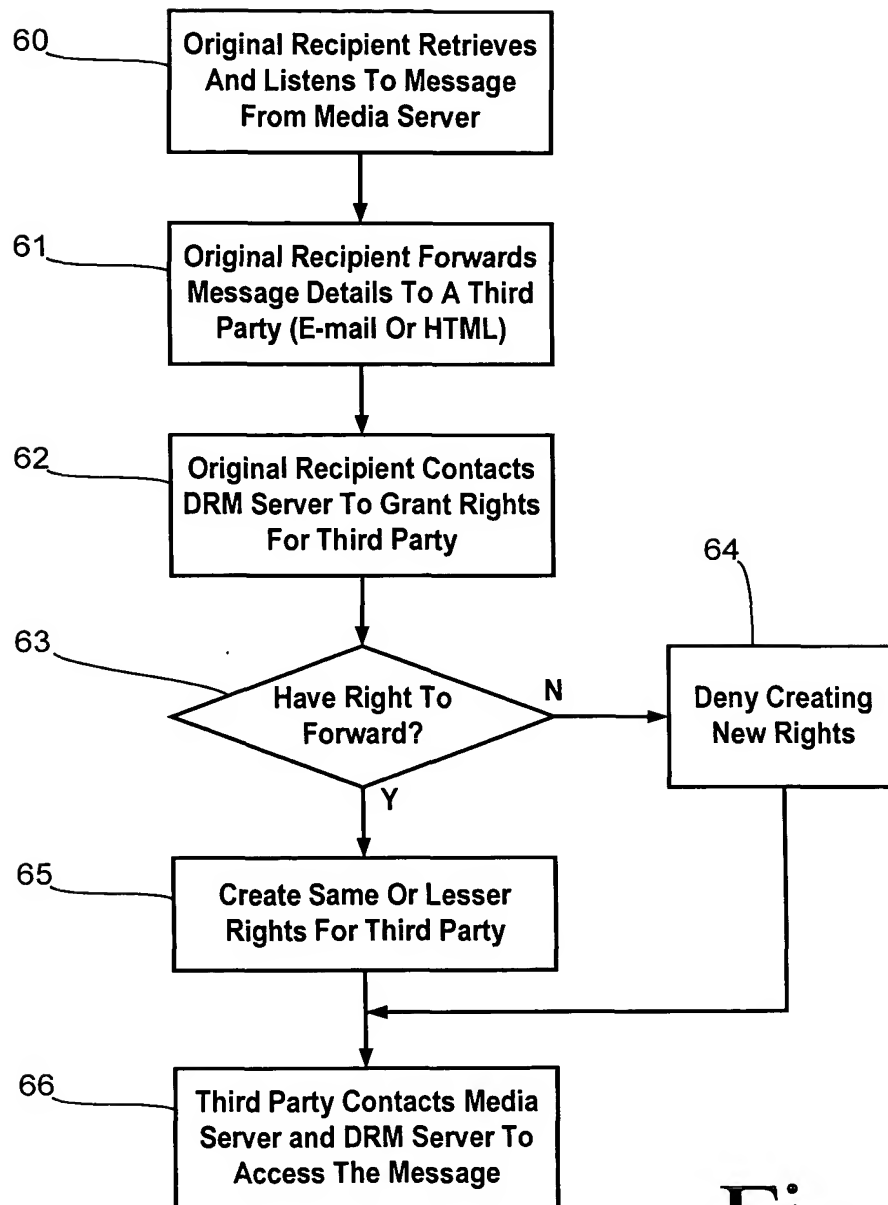 60
Original Recipient Retrieves
And Listens To Message
From Media Server
61
Original Recipient Forwards
Message Details To A Third
Party (E-mail Or HTML)
62
Original Recipient Contacts
DRM Server To Grant Rights
For Third Party
63
Have Right To
Forward?
N
Y
64
Deny Creating
New Rights
65
Create Same Or Lesser
Rights For Third Party
66
Third Party Contacts Media
Server and DRM Server To
Access The Message